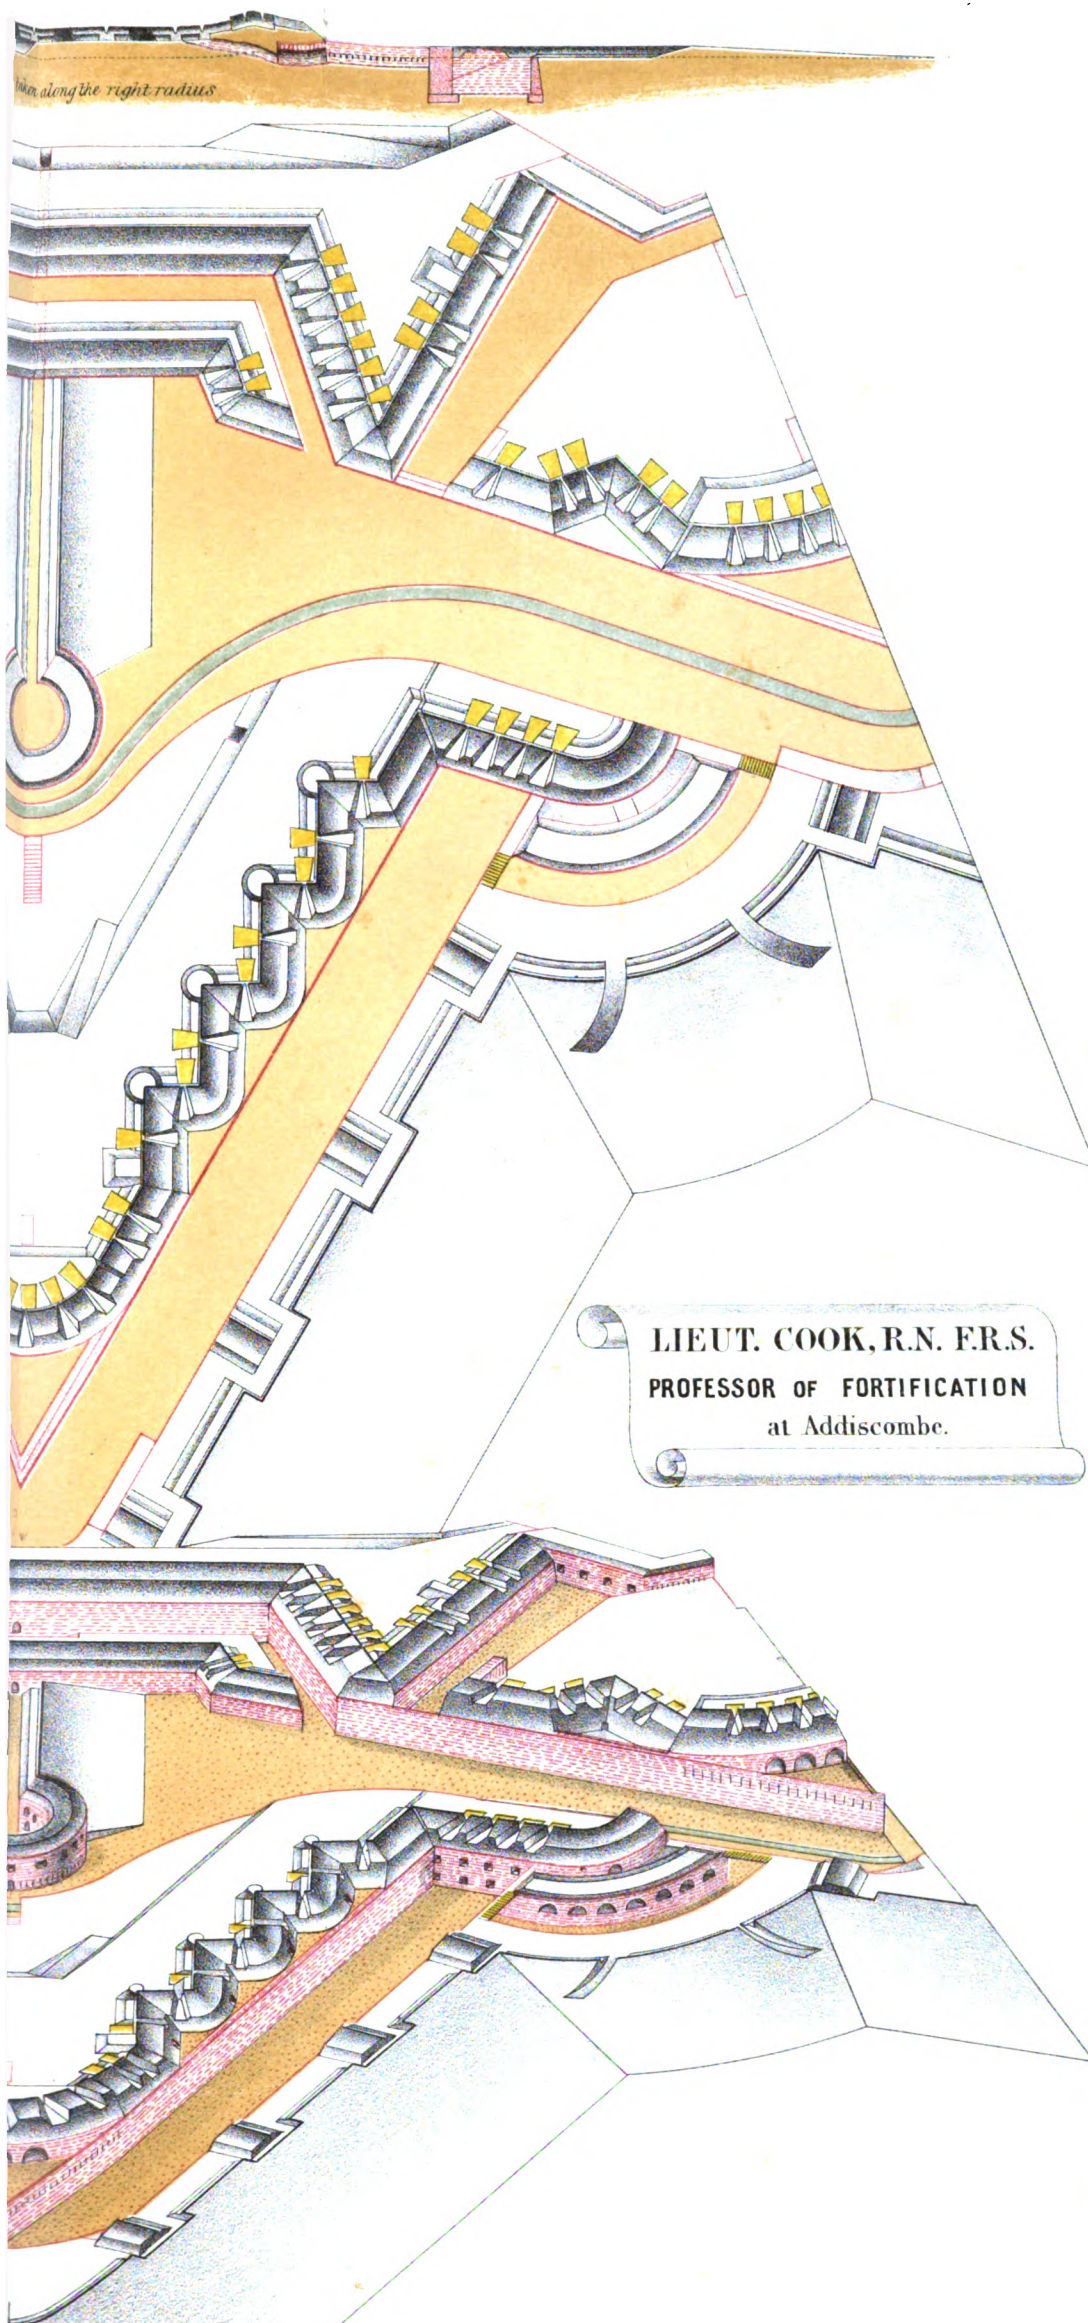 taken along the right radius
LIEUT. COOK, R.N. F.R.S.
PROFESSOR OF FORTIFICATION
at Addiscombe.